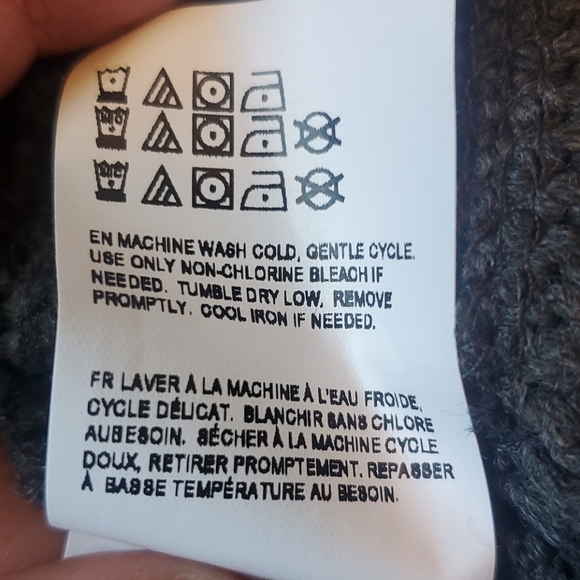 EN MACHINE WASH COLD, GENTLE CYCLE.
USE ONLY NON-CHLORINE BLEACH IF
NEEDED. TUMBLE DRY LOW, REMOVE
PROMPTLY. COOL IRON IF NEEDED.
FR LAVER À LA MACHINE À L'EAU FROIDE,
CYCLE DÉLICAT. BLANCHIR SANS CHLORE
AU BESOIN. SÉCHER À LA MACHINE CYCLE
DOUX, RETIRER PROMPTEMENT. REPASSER
À BASSE TEMPÉRATURE AU BESOIN.